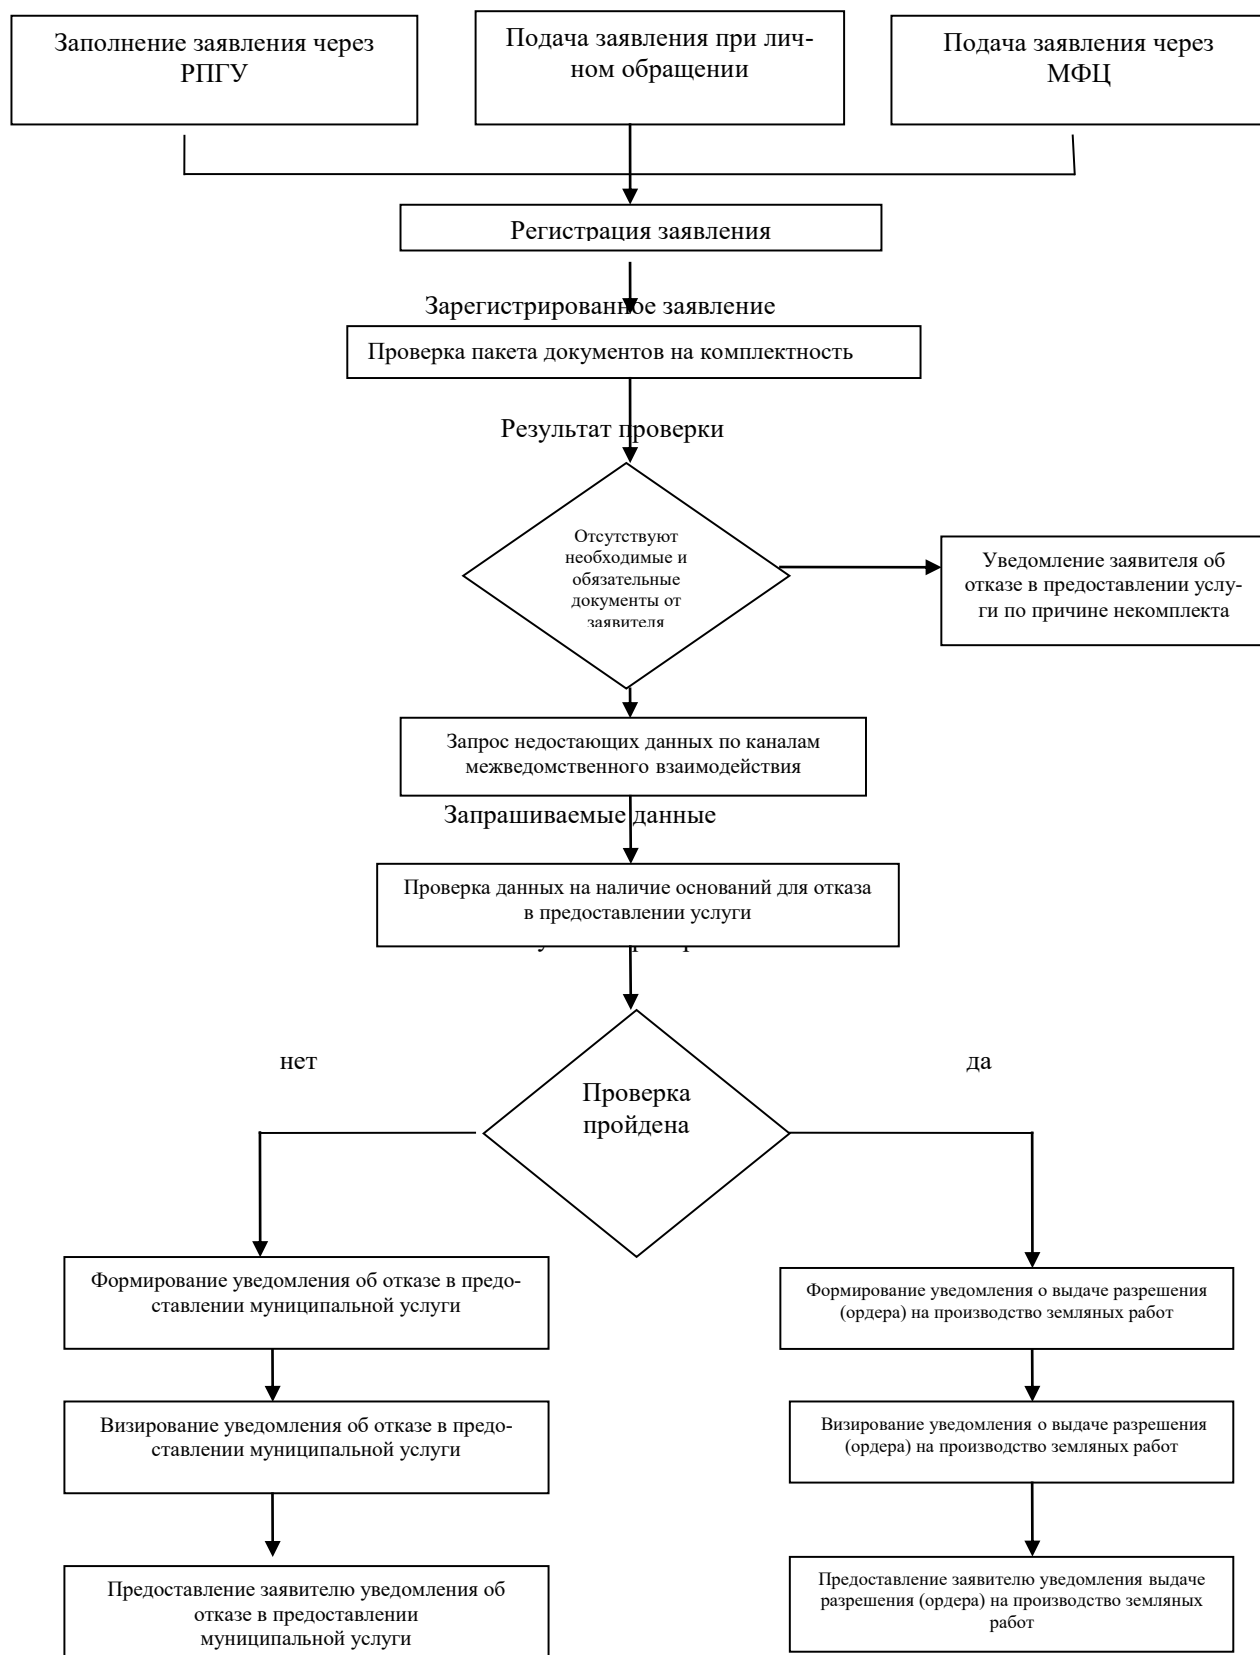 Заполнение заявления через
РПГУ
Подача заявления при лич-
ном обращении
Подача заявления через
МФЦ
Регистрация заявления
Зарегистрированное заявление
Проверка пакета документов на комплектность
Результат проверки
Отсутствуют
необходимые и
обязательные
документы от
заявителя
Уведомление заявителя об
отказе в предоставлении услу-
ги по причине некомплекта
Запрос недостающих данных по каналам
межведомственного взаимодействия
Запрашиваемые данные
Проверка данных на наличие оснований для отказа
в предоставлении услуги
нет
да
Проверка
пройдена
Формирование уведомления об отказе в предо-
ставлении муниципальной услуги
Формирование уведомления о выдаче разрешения
(ордера) на производство земляных работ
Визирование уведомления об отказе в предо-
ставлении муниципальной услуги
Визирование уведомления о выдаче разрешения
(ордера) на производство земляных работ
Предоставление заявителю уведомления об
отказе в предоставлении
муниципальной услуги
Предоставление заявителю уведомления выдаче
разрешения (ордера) на производство земляных
работ